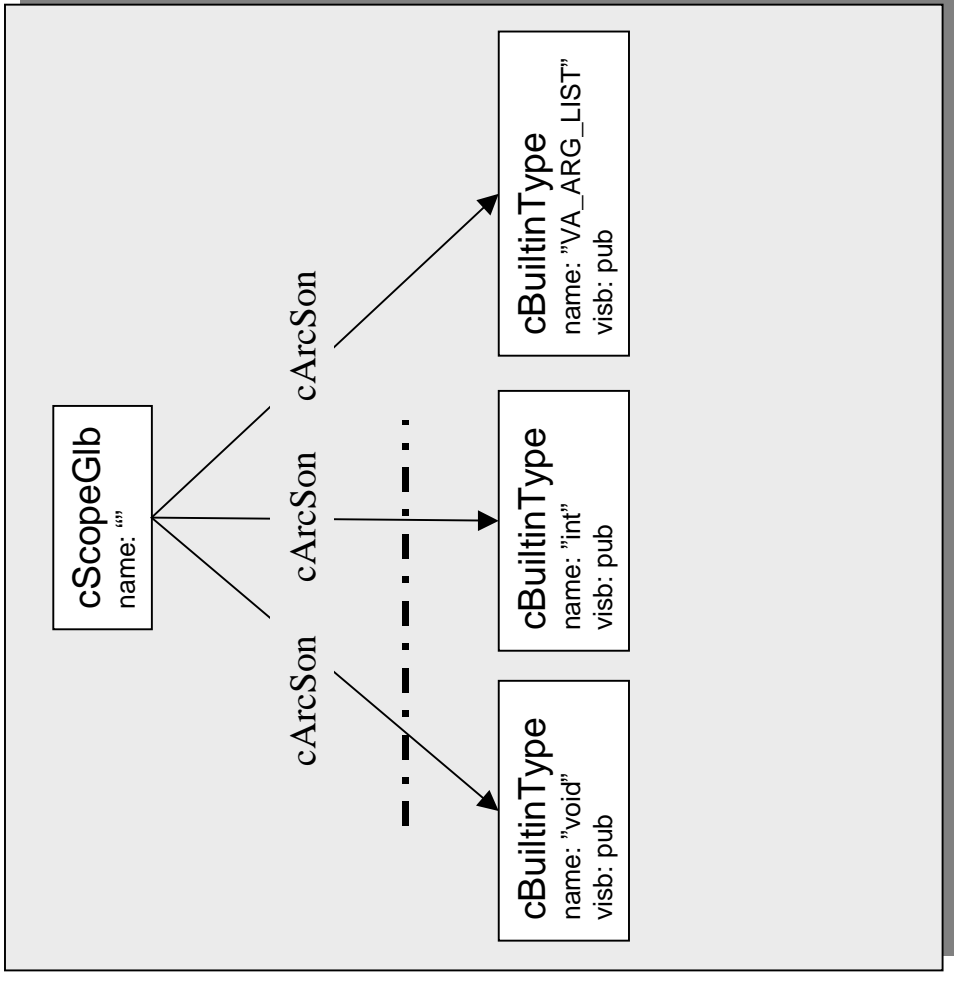 cScopeGlb
name: “”
cArcSon
cArcSon
cArcSon
cBuiltinType
name: ”void”
visb: pub
cBuiltinType
name: ”int”
visb: pub
cBuiltinType
name: ”VA_ARG_LIST”
visb: pub